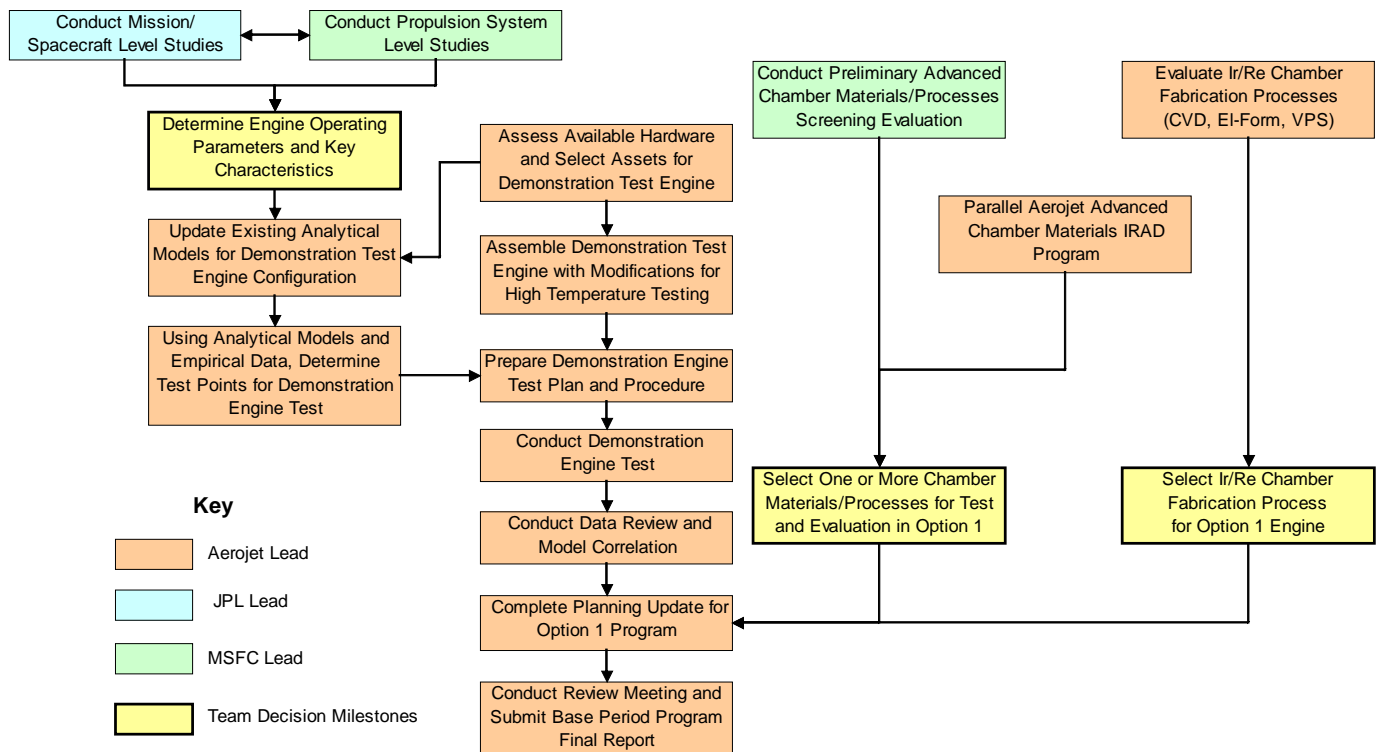 Conduct Mission/
Spacecraft Level Studies
Conduct Propulsion System
Level Studies
Conduct Preliminary Advanced
Chamber Materials/Processes
Screening Evaluation
Evaluate Ir/Re Chamber
Fabrication Processes
(CVD, El-Form, VPS)
Determine Engine Operating
Parameters and Key
Characteristics
Assess Available Hardware
and Select Assets for
Demonstration Test Engine
Parallel Aerojet Advanced
Chamber Materials IRAD
Program
Update Existing Analytical
Models for Demonstration Test
Engine Configuration
Assemble Demonstration Test
Engine with Modifications for
High Temperature Testing
Using Analytical Models and
Empirical Data, Determine
Test Points for Demonstration
Engine Test
Prepare Demonstration Engine
Test Plan and Procedure
Conduct Demonstration
Engine Test
Select One or More Chamber
Materials/Processes for Test
and Evaluation in Option 1
Select Ir/Re Chamber
Fabrication Process
for Option 1 Engine
Conduct Data Review and
Model Correlation
Complete Planning Update for
Option 1 Program
Conduct Review Meeting and
Submit Base Period Program
Final Report
Key
Aerojet Lead
JPL Lead
MSFC Lead
Team Decision Milestones